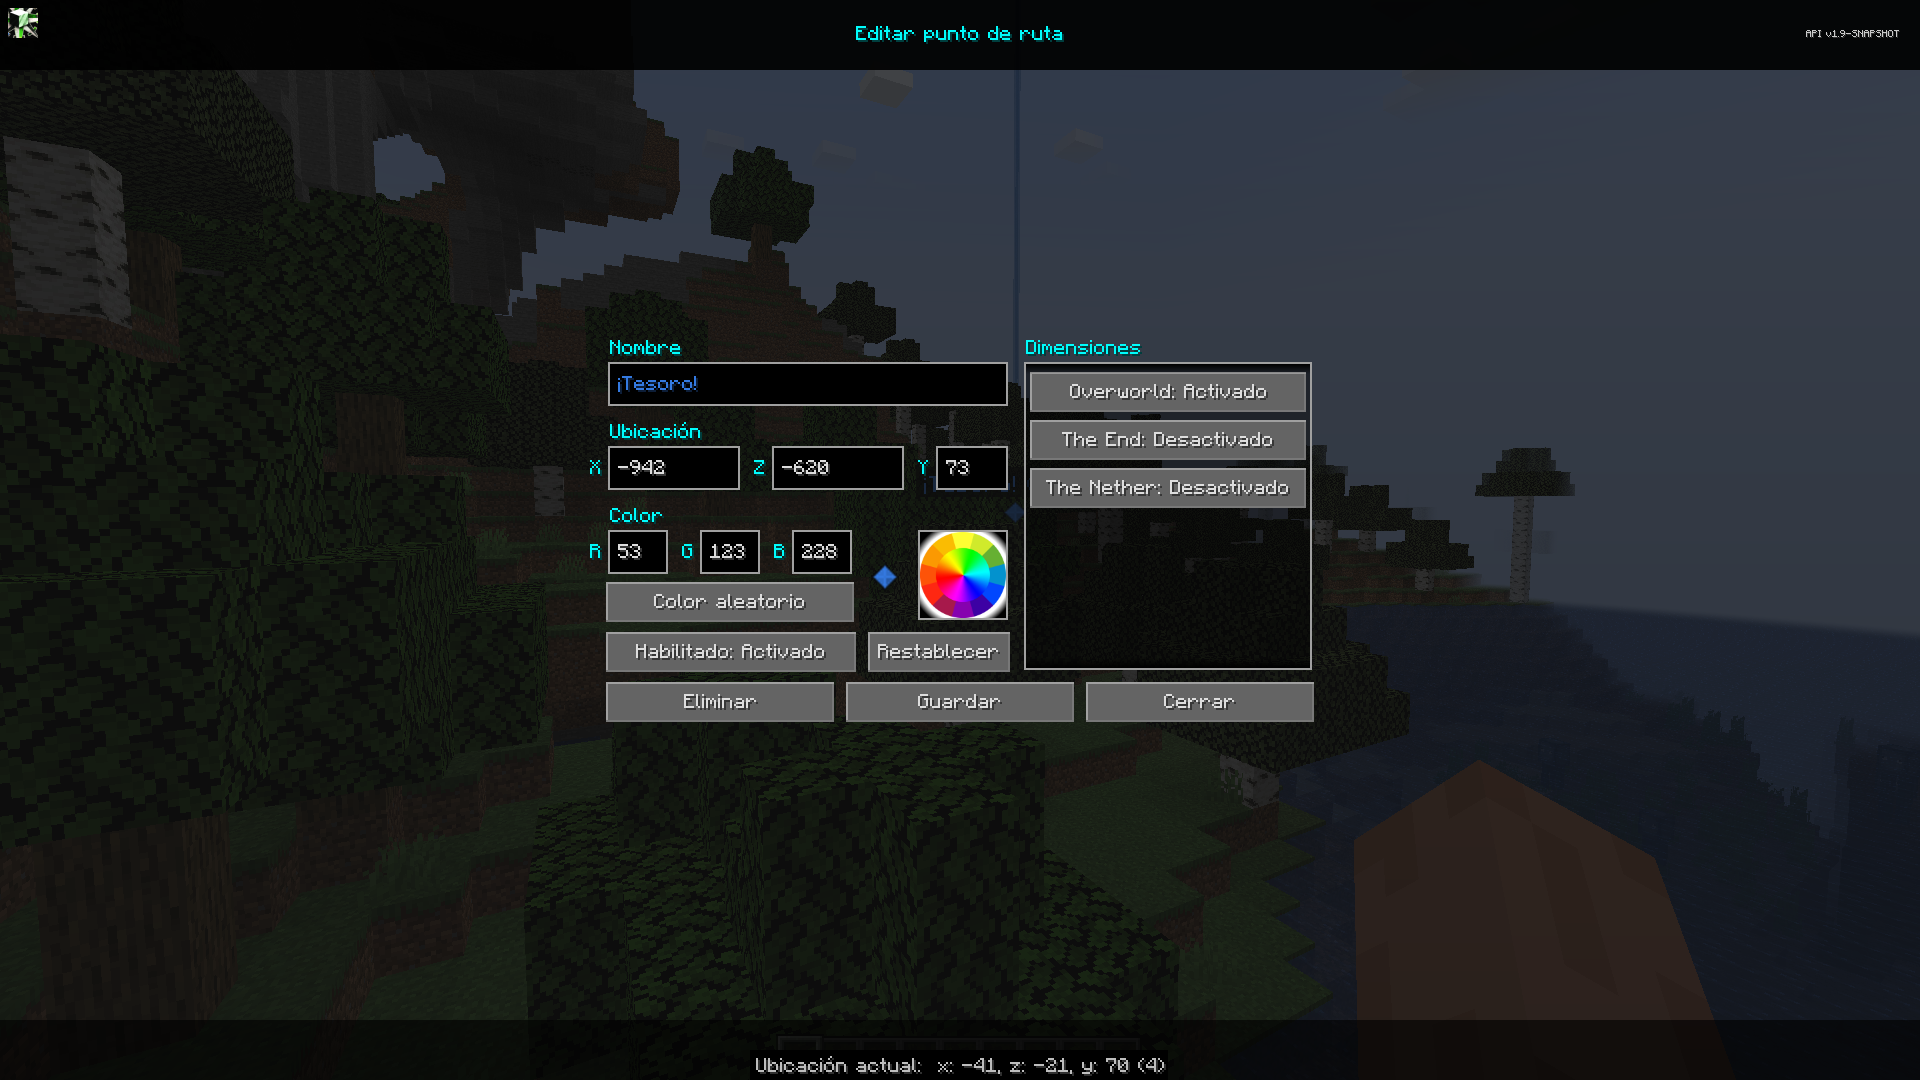 Editar punto de ruta
API v1.9-SNAPSHOT
Nombre
¡Tesoro!
Ubicación
X -942 Z -620 Y 73
Color
R 53 G 123 B 228
Color aleatorio
Habilitado: Activado Restablecer
Dimensiones
Overworld: Activado
The End: Desactivado
The Nether: Desactivado
Eliminar Guardar Cerrar
Ubicación actual: x: -41, z: -21, y: 70 (4)